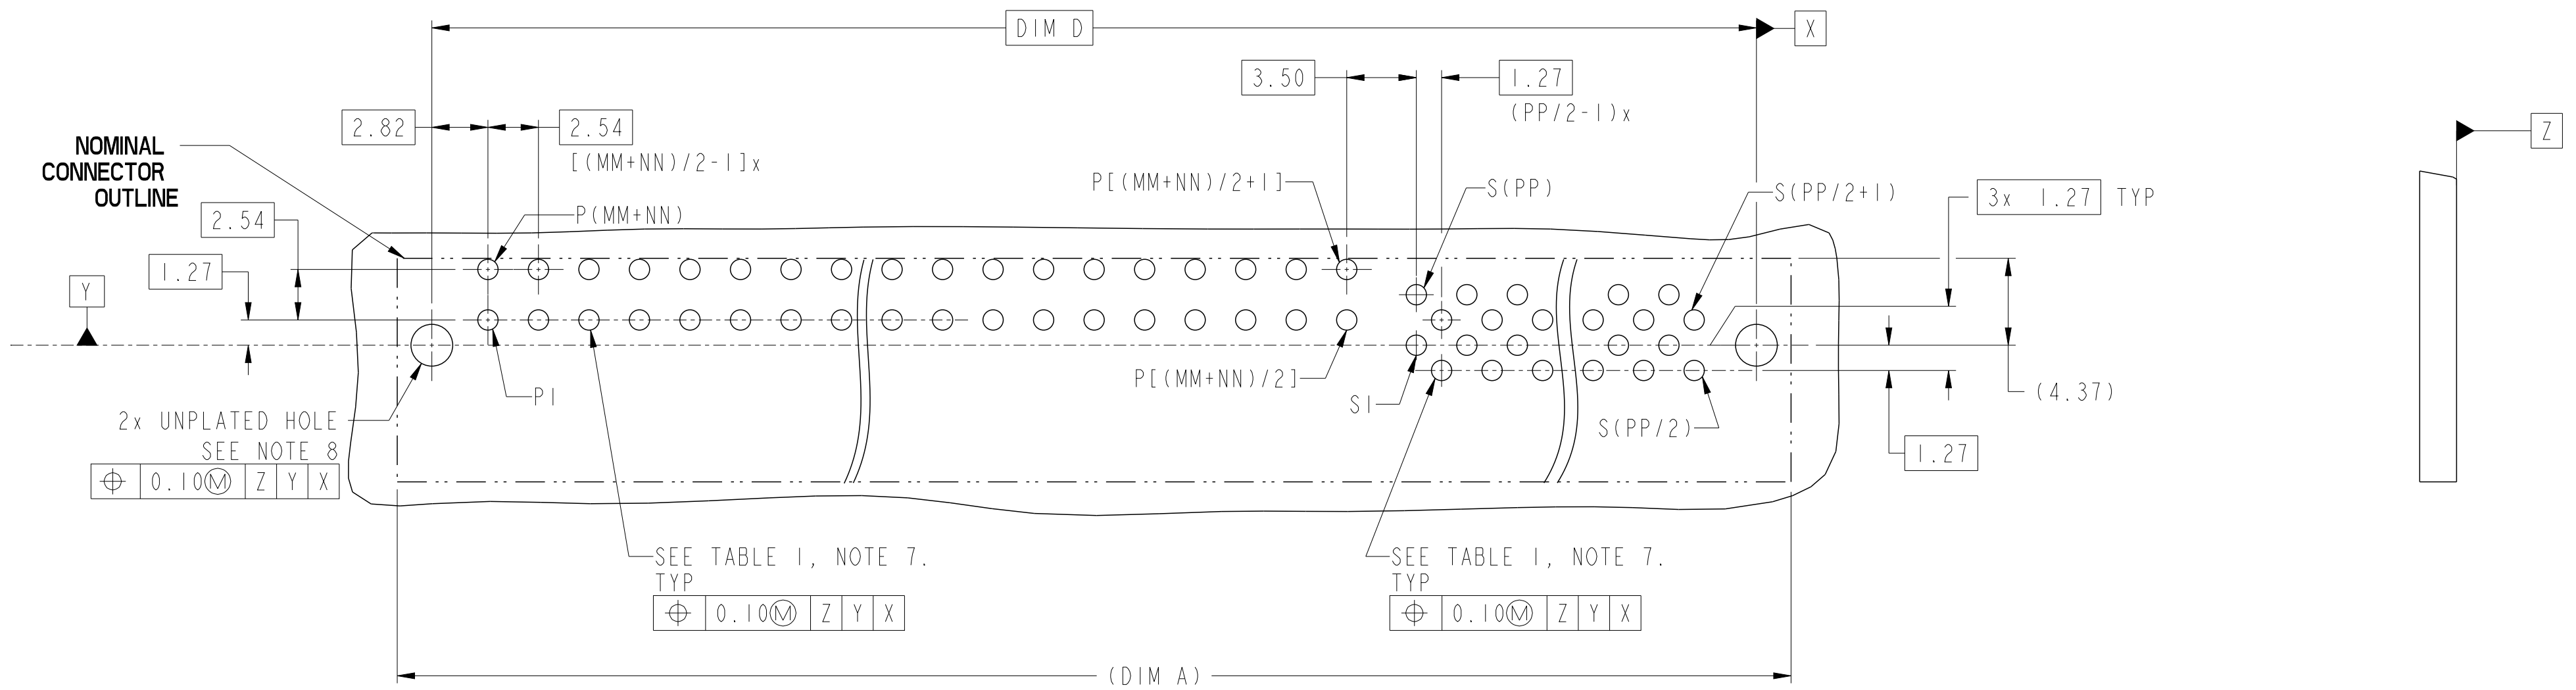 DIM D
X
3.50
1.27
(PP/2-1)x
2.82
2.54
[(MM+NN)/2-1]x
Z
NOMINAL
CONNECTOR
OUTLINE
P[(MM+NN)/2+1]
S(PP)
S(PP/2+1)
3x 1.27 TYP
2.54
P(MM+NN)
1.27
Y
P[(MM+NN)/2]
P1
S1
(4.37)
2x UNPLATED HOLE
SEE NOTE 8
⌖ 0.10Ⓜ Z Y X
S(PP/2)
1.27
SEE TABLE 1, NOTE 7.
TYP
⌖ 0.10Ⓜ Z Y X
SEE TABLE 1, NOTE 7.
TYP
⌖ 0.10Ⓜ Z Y X
(DIM A)